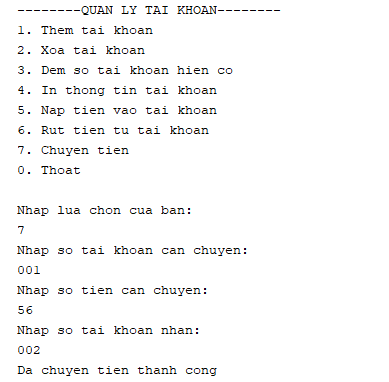 --------QUAN LY TAI KHOAN--------
1. Them tai khoan
2. Xoa tai khoan
3. Dem so tai khoan hien co
4. In thong tin tai khoan
5. Nap tien vao tai khoan
6. Rut tien tu tai khoan
7. Chuyen tien
0. Thoat
Nhap lua chon cua ban:
7
Nhap so tai khoan can chuyen:
001
Nhap so tien can chuyen:
56
Nhap so tai khoan nhan:
002
Da chuyen tien thanh cong